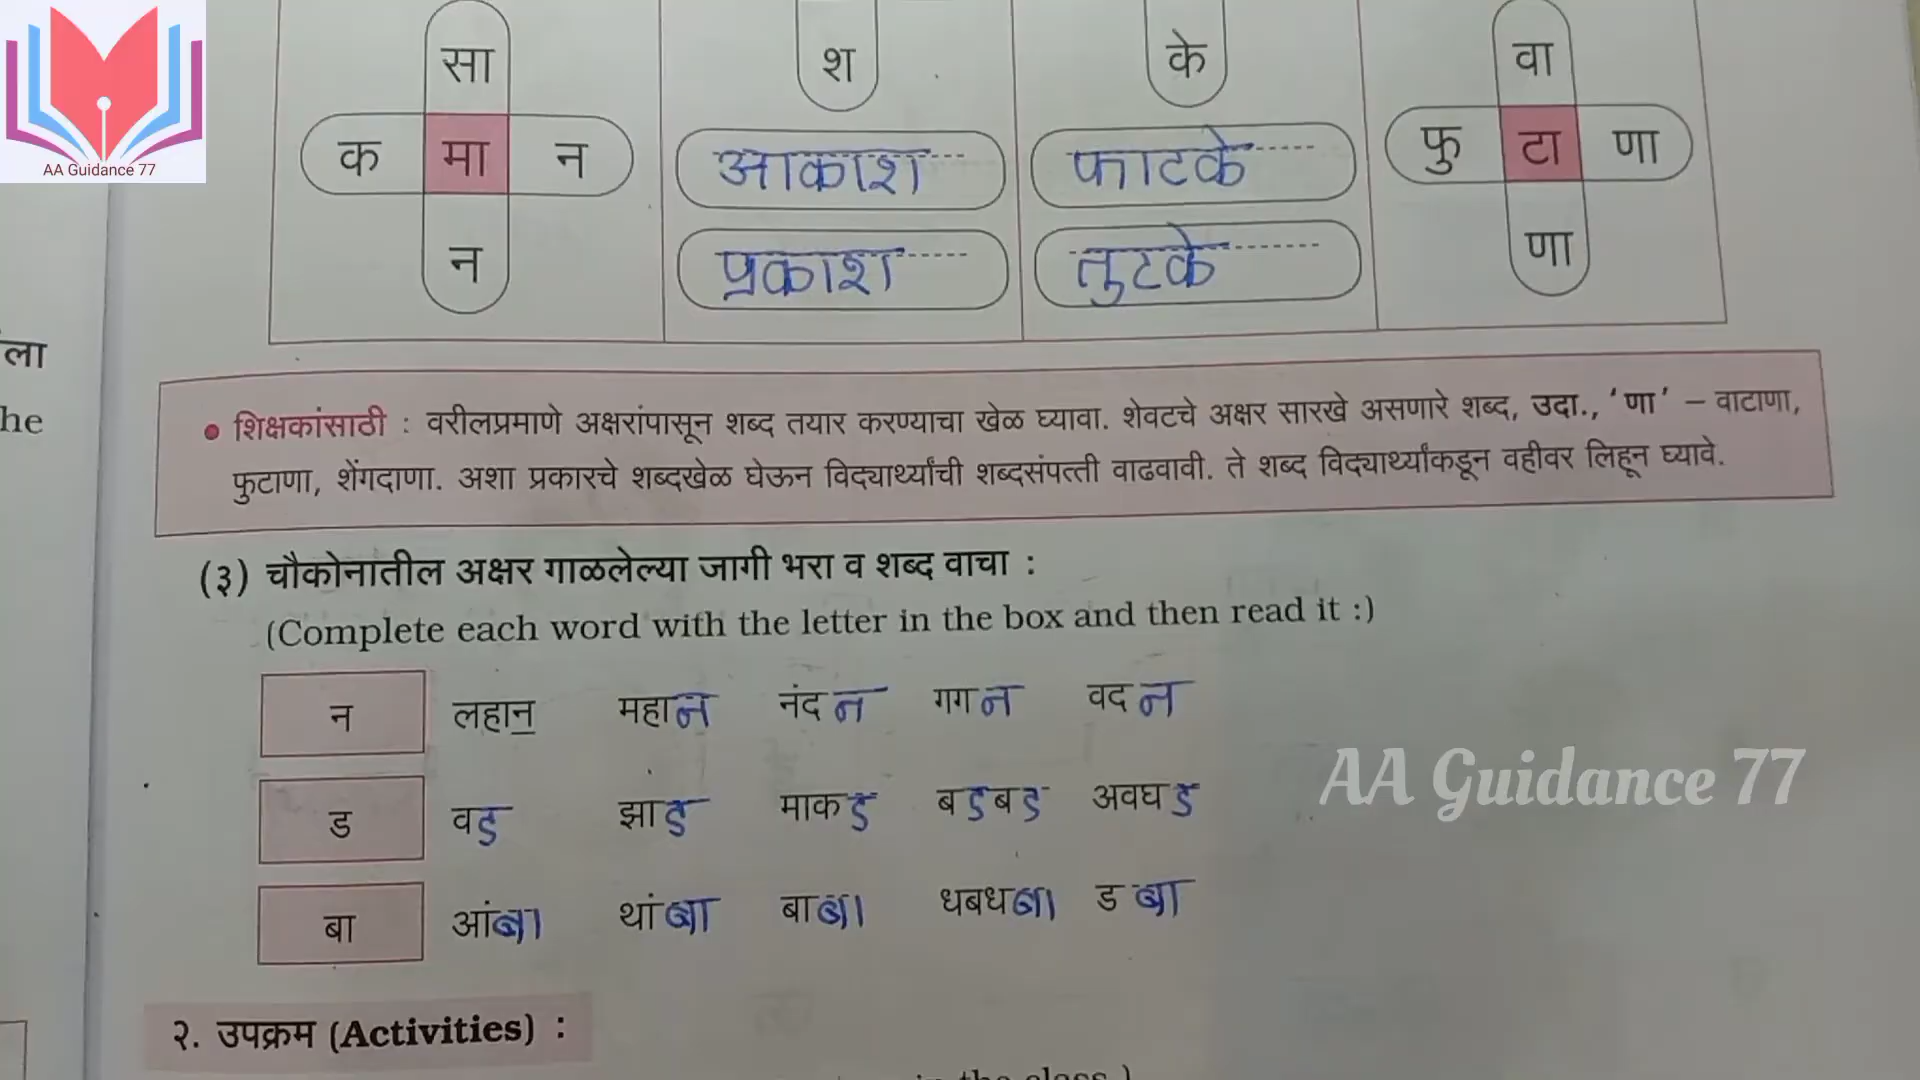 सा
श
के
वा
क मा न
आकाश
फाटके
फु टा णा
न
प्रकाश
तुटके
णा
AA Guidance 77
ला
he
• शिक्षकांसाठी : वरीलप्रमाणे अक्षरांपासून शब्द तयार करण्याचा खेळ घ्यावा. शेवटचे अक्षर सारखे असणारे शब्द, उदा., ‘णा’ – वाटाणा,
फुटाणा, शेंगदाणा. अशा प्रकारचे शब्दखेळ घेऊन विद्यार्थ्यांची शब्दसंपत्ती वाढवावी. ते शब्द विद्यार्थ्यांकडून वहीवर लिहून घ्यावे.
(३) चौकोनातील अक्षर गाळलेल्या जागी भरा व शब्द वाचा :
(Complete each word with the letter in the box and then read it :)
न लहान महान नंदन गगन वदन
ड वड झाड माकड बडबड अवघड
बा आंबा थांबा बाबा धबधबा डबा
AA Guidance 77
२. उपक्रम (Activities) :
in the class.)